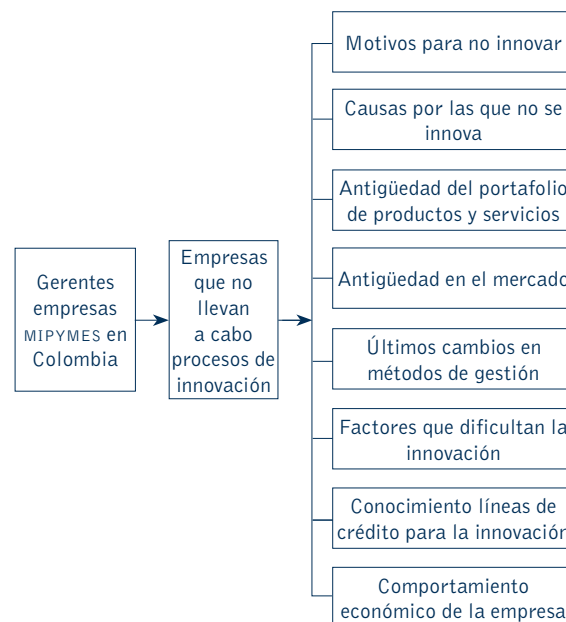 Gerentes
empresas
MIPYMES en
Colombia
Empresas
que no
llevan
a cabo
procesos de
innovación
Motivos para no innovar
Causas por las que no se
innova
Antigüedad del portafolio
de productos y servicios
Antigüedad en el mercado
Últimos cambios en
métodos de gestión
Factores que dificultan la
innovación
Conocimiento líneas de
crédito para la innovación
Comportamiento
económico de la empresa